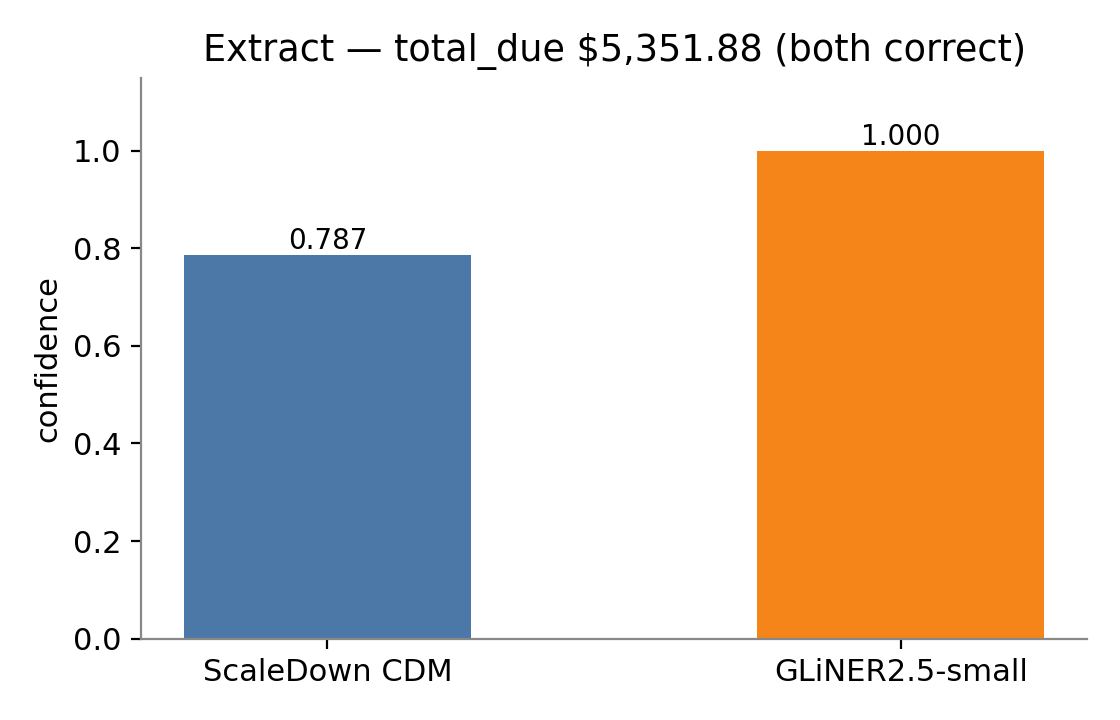 Extract — total_due $5,351.88 (both correct)
1.000
1.0
0.787
0.8
confidence
0.6
0.4
0.2
0.0
ScaleDown CDM
GLiNER2.5-small